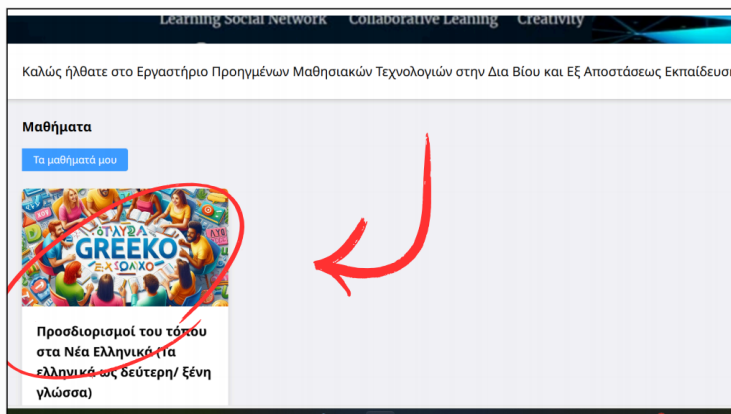 Learning Social Network Collaborative Leaning Creativity
Καλώς ήλθατε στο Εργαστήριο Προηγμένων Μαθησιακών Τεχνολογιών στην Δια Βίου και Εξ Αποστάσεως Εκπαίδευση
Μαθήματα
Τα μαθήματά μου
GREEKO
Προσδιορισμοί του τόπου
στα Νέα Ελληνικά (Τα
ελληνικά ως δεύτερη/ ξένη
γλώσσα)